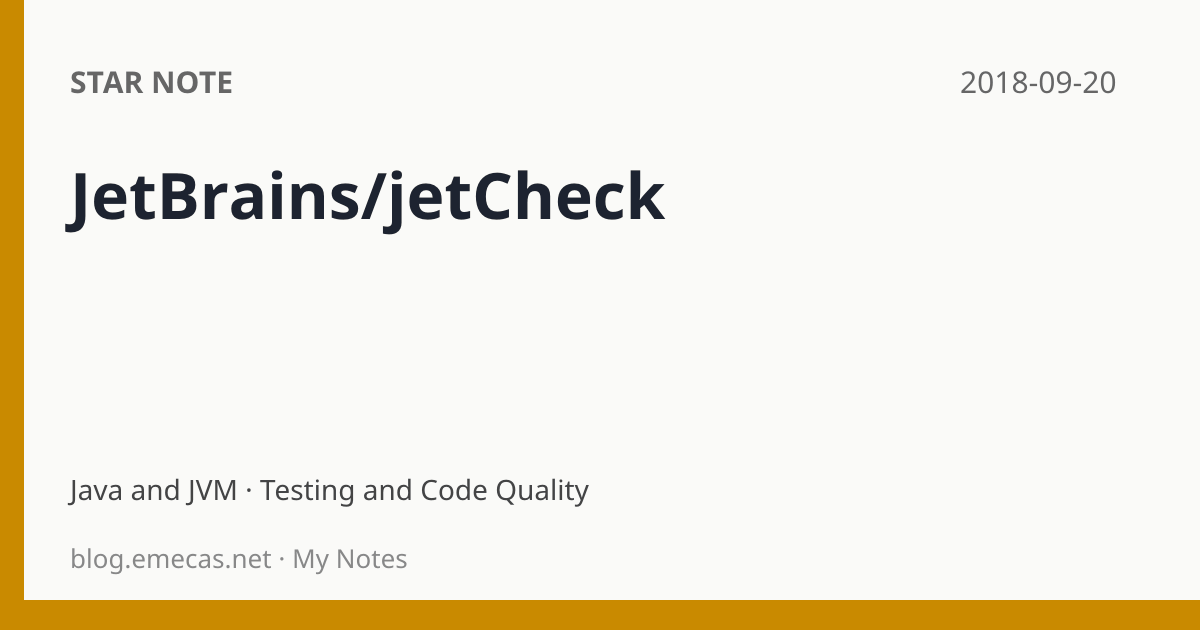 STAR NOTE
2018-09-20
JetBrains/jetCheck
Java and JVM · Testing and Code Quality
blog.emecas.net · My Notes